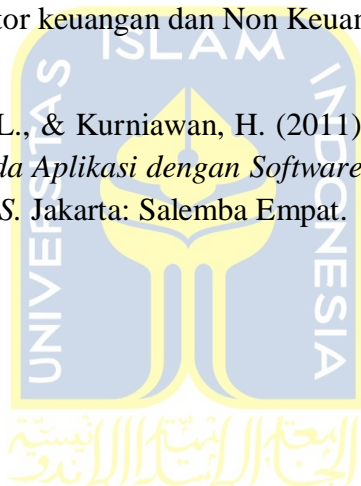 tor keuangan dan Non Keuan
ISLAM
UNIVERSITAS
INDONESIA
L., & Kurniawan, H. (2011)
da Aplikasi dengan Software
S. Jakarta: Salemba Empat.